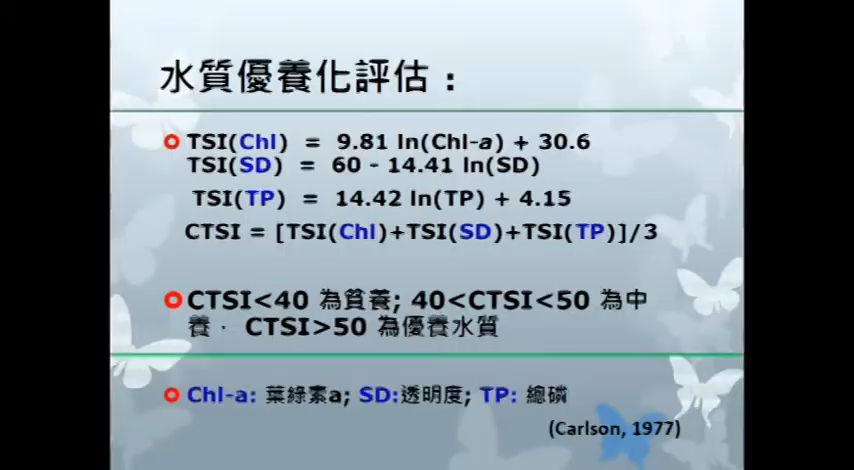 水質優養化評估：
TSI(Chl) = 9.81 ln(Chl-a) + 30.6
TSI(SD) = 60 - 14.41 ln(SD)
TSI(TP) = 14.42 ln(TP) + 4.15
CTSI = [TSI(Chl)+TSI(SD)+TSI(TP)]/3
CTSI<40 為貧養; 40<CTSI<50 為中
養. CTSI>50 為優養水質
Chl-a: 葉綠素a; SD:透明度; TP: 總磷
(Carlson, 1977)